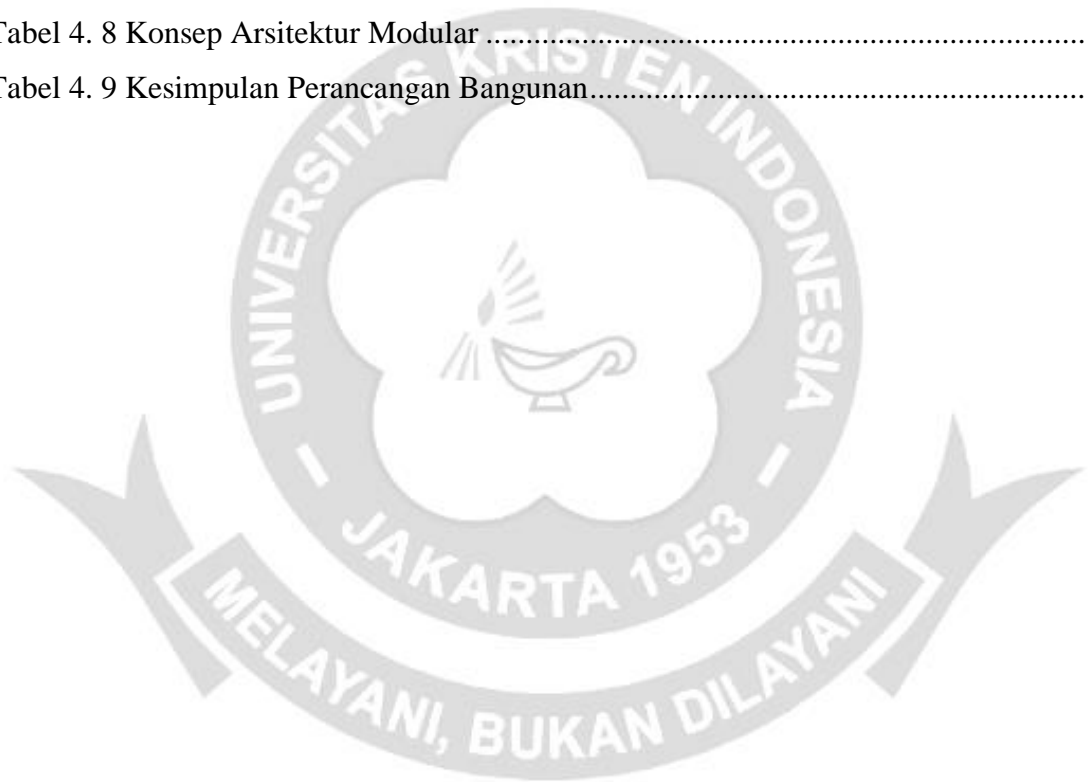 Tabel 4. 8 Konsep Arsitektur Modular ..........................................................................
Tabel 4. 9 Kesimpulan Perancangan Bangunan.............................................................
UNIVERSITAS KRISTEN INDONESIA
JAKARTA 1953
MELAYANI, BUKAN DILAYANI